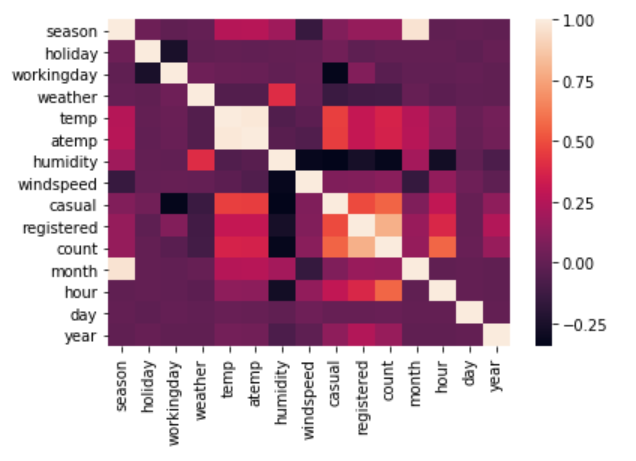 season
holiday
workingday
weather
temp
atemp
humidity
windspeed
casual
registered
count
month
hour
day
year
season
holiday
workingday
weather
temp
atemp
humidity
windspeed
casual
registered
count
month
hour
day
year
1.00
0.75
0.50
0.25
0.00
−0.25